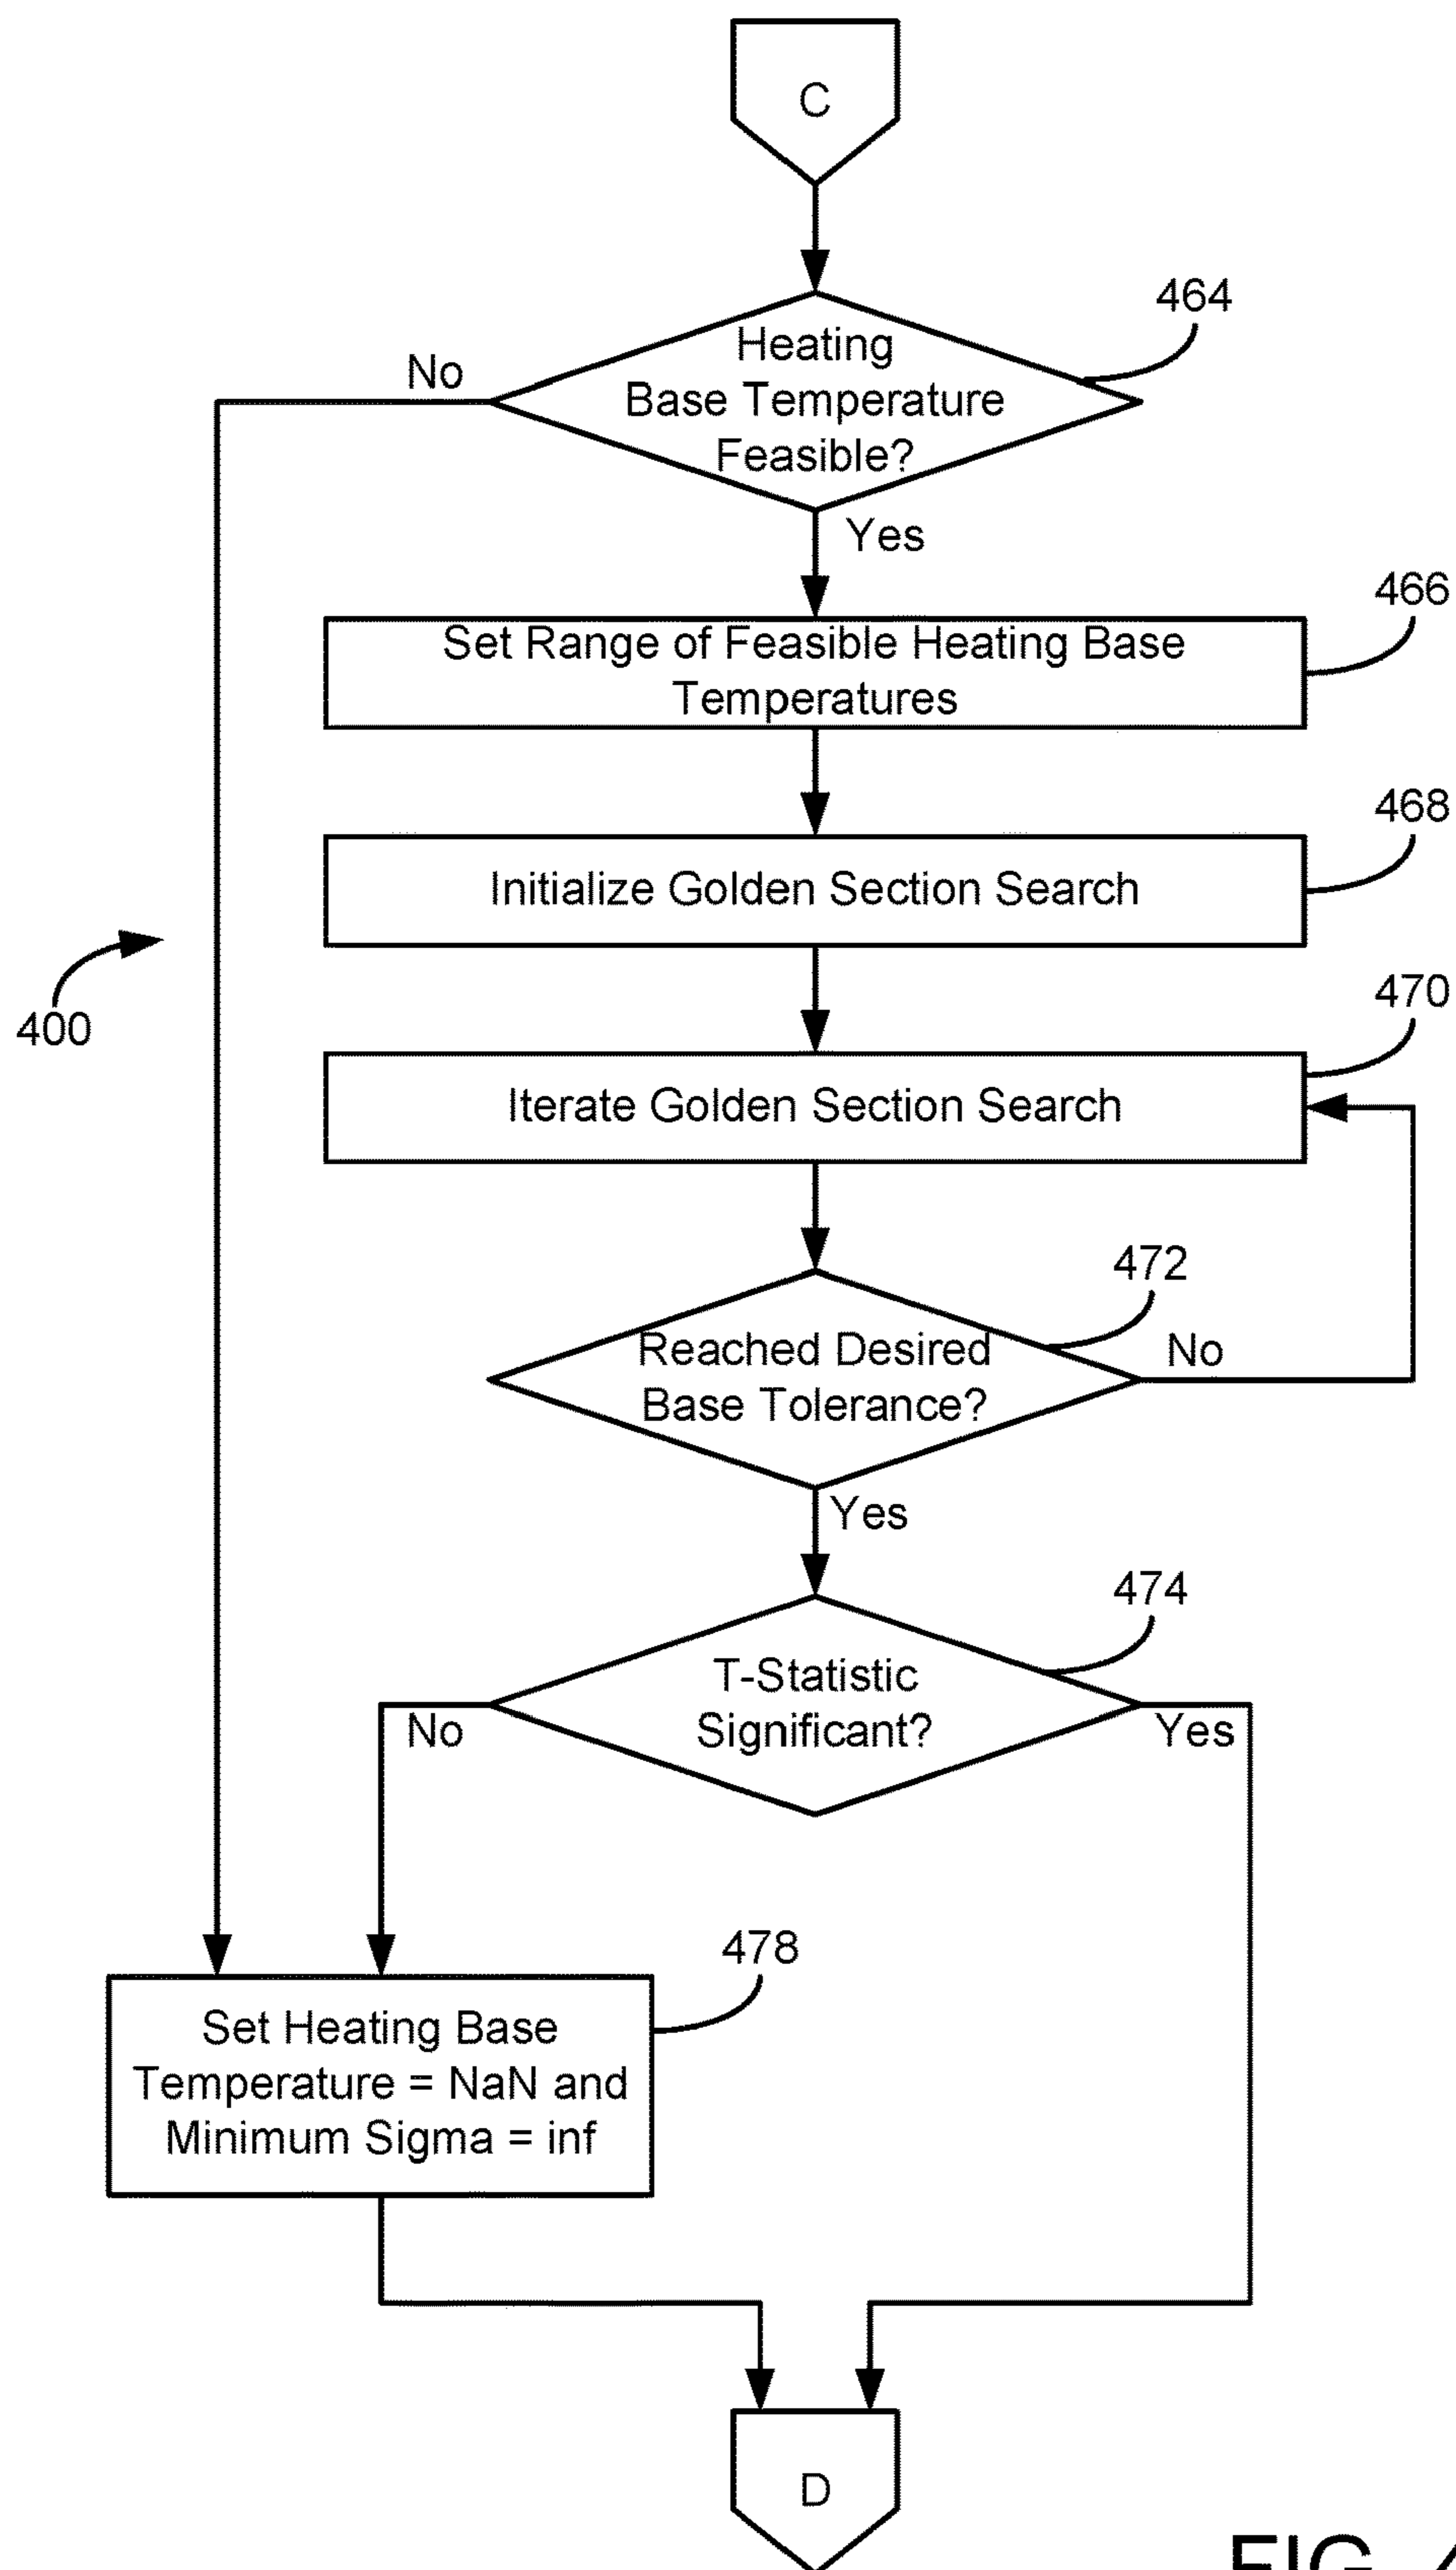 C
464
Heating
Base Temperature
Feasible?
No
Yes
466
Set Range of Feasible Heating Base
Temperatures
468
Initialize Golden Section Search
400
470
Iterate Golden Section Search
472
Reached Desired
Base Tolerance?
No
Yes
474
T-Statistic
Significant?
No
Yes
478
Set Heating Base
Temperature = NaN and
Minimum Sigma = inf
D
FIG. 4